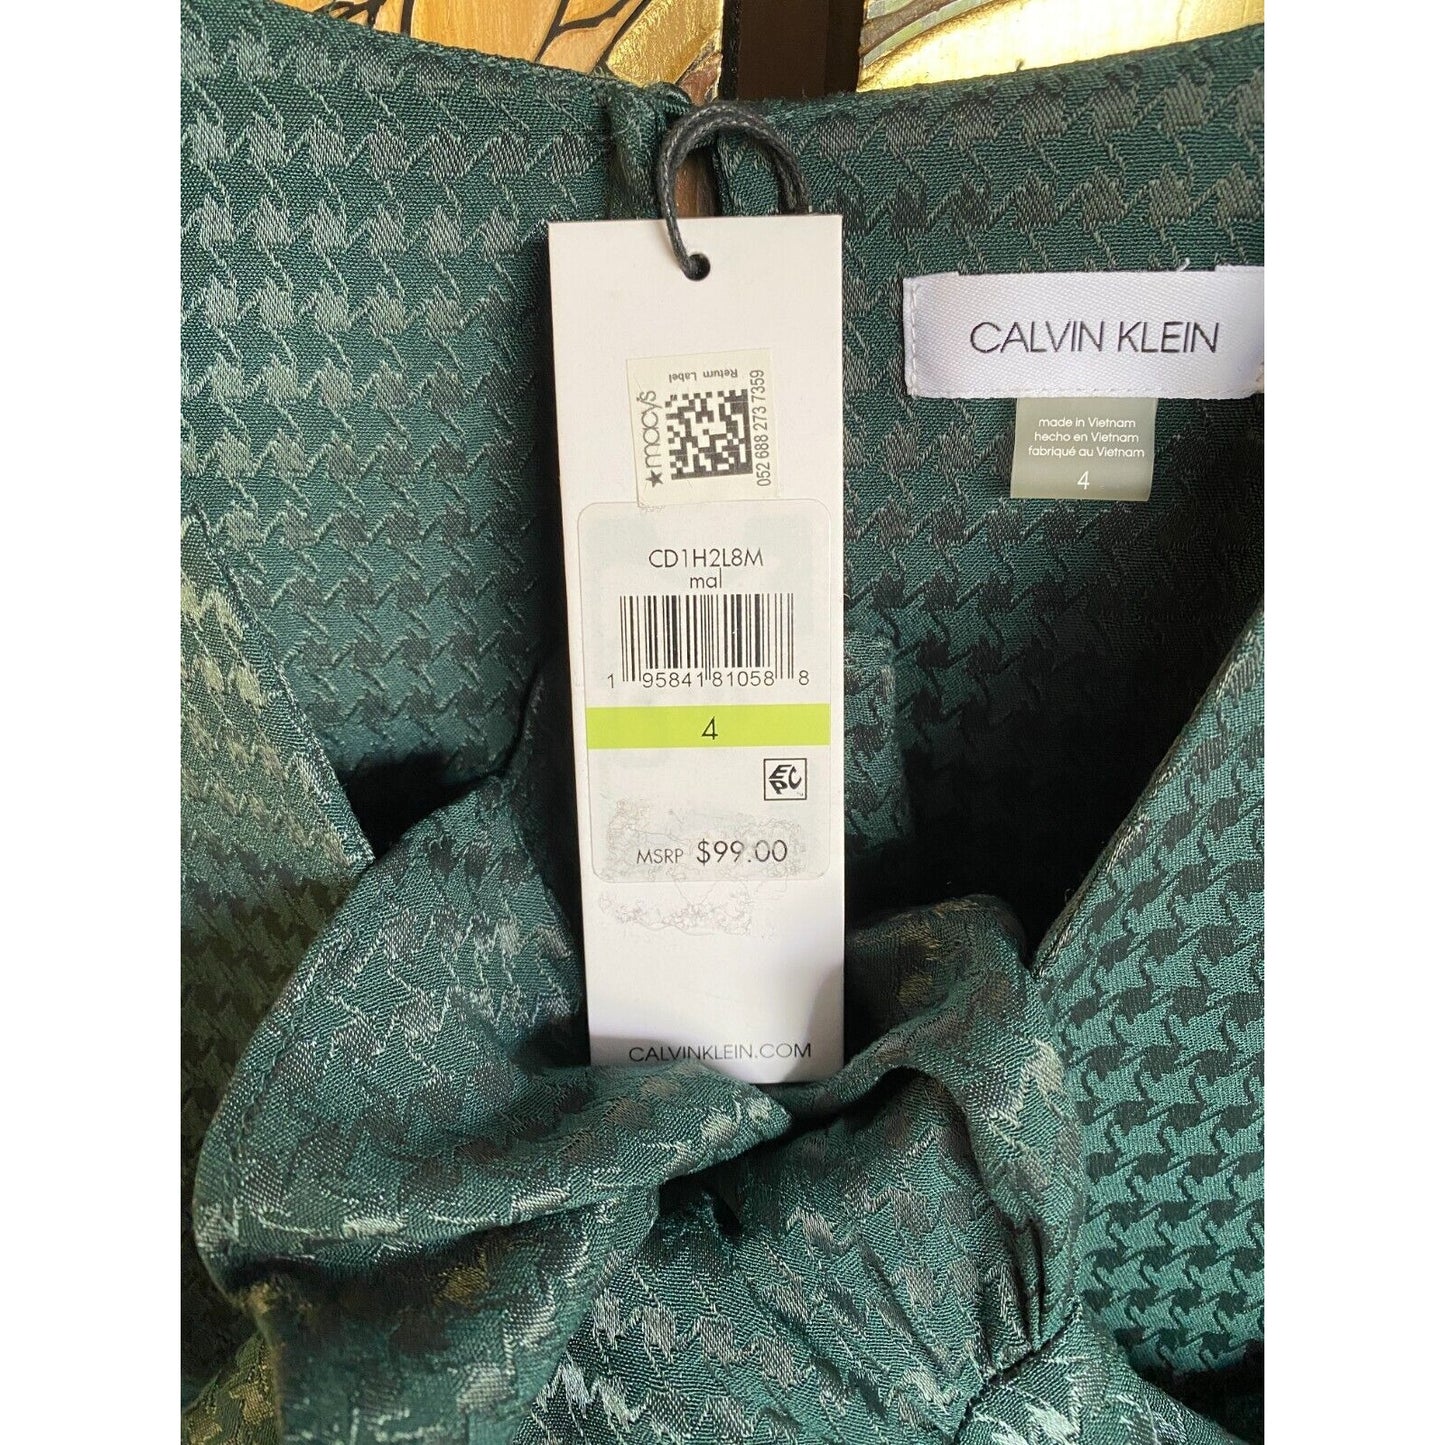 Return Label
★macy's
052 688 273 7359
CD1H2L8M
mal
1 95841 81058 8
4
EPC
MSRP $99.00
CALVINKLEIN.COM
CALVIN KLEIN
made in Vietnam
hecho en Vietnam
fabriqué au Vietnam
4